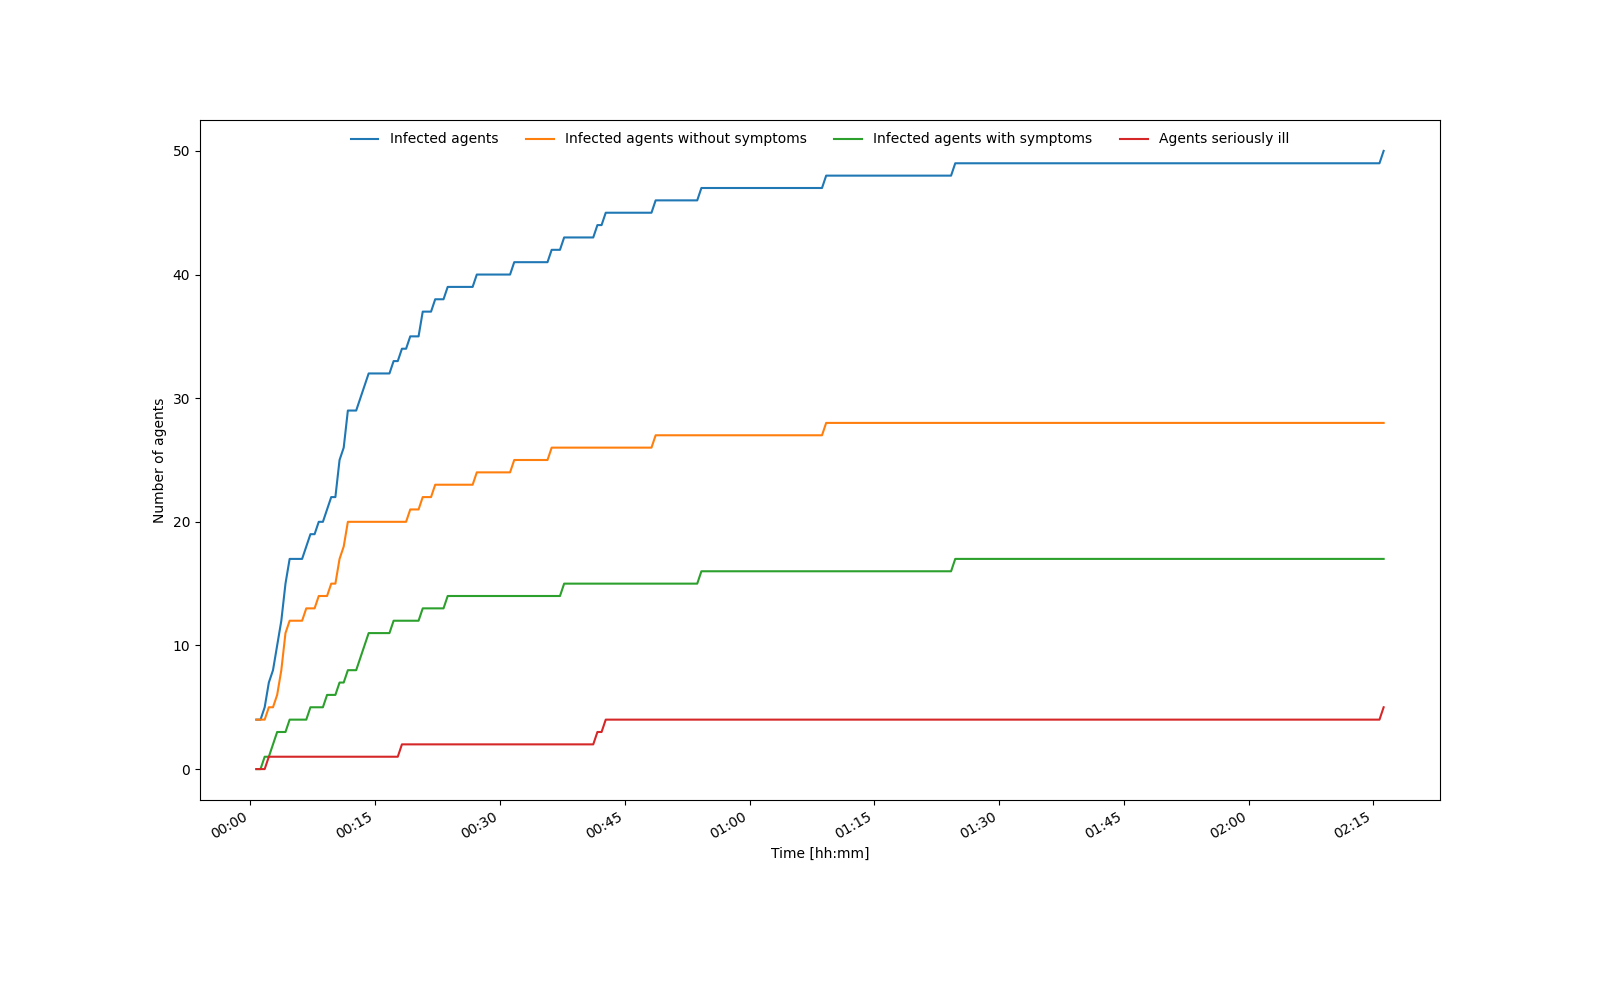 Infected agents Infected agents without symptoms Infected agents with symptoms Agents seriously ill
50
40
30
20
10
0
Number of agents
00:00 00:15 00:30 00:45 01:00 01:15 01:30 01:45 02:00 02:15
Time [hh:mm]